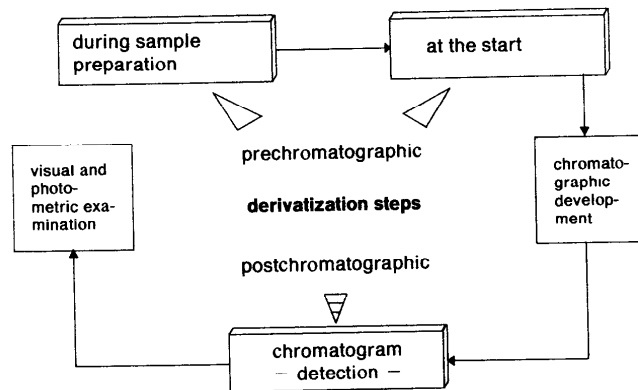 during sample
preparation
at the start
prechromatographic
visual and
photo-
metric exa-
mination
derivatization steps
chromato-
graphic
develop-
ment
postchromatographic
chromatogram
– detection –